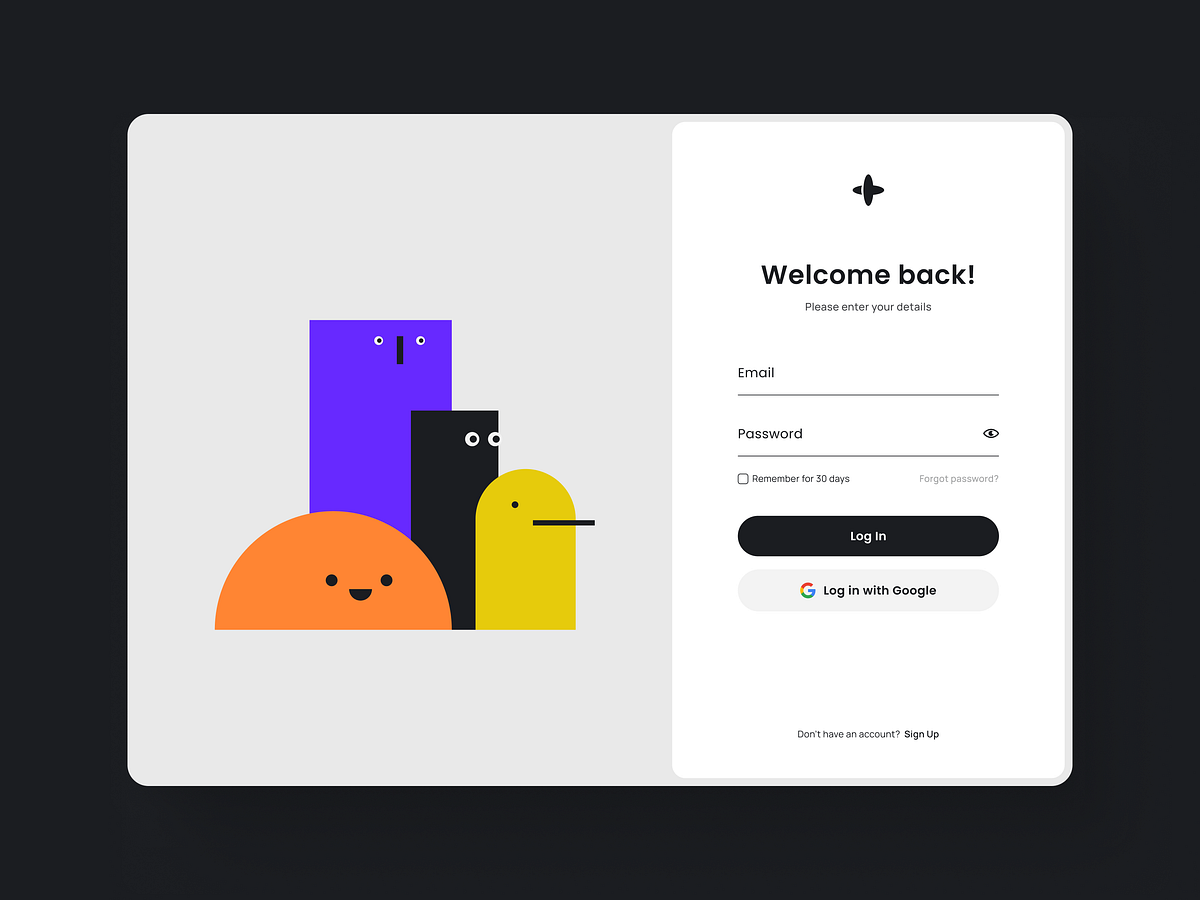 Welcome back!
Please enter your details
Email
Password
Remember for 30 days
Forgot password?
Log In
Log in with Google
Don't have an account? Sign Up